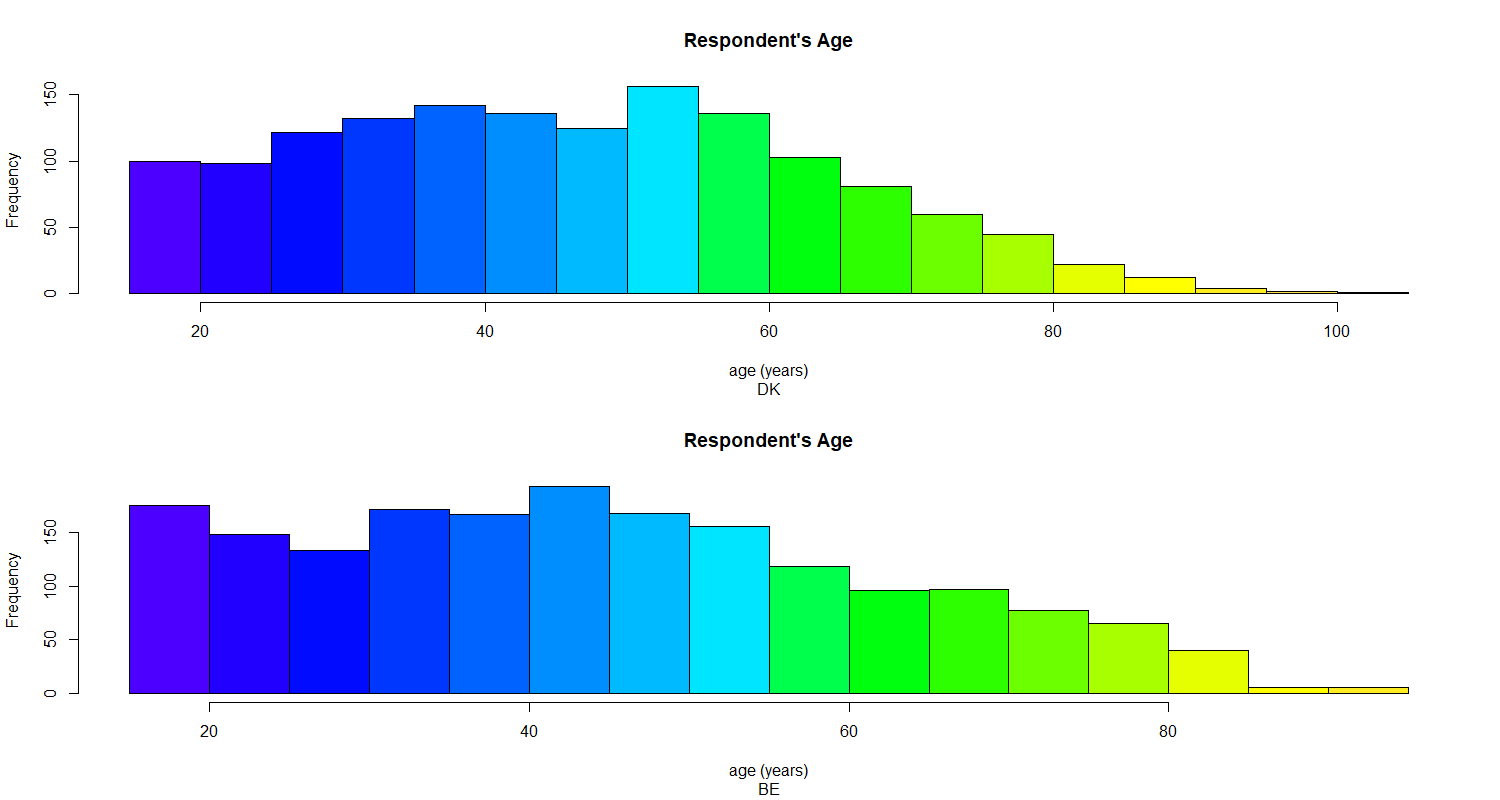 Respondent's Age
Frequency
0 50 100 150
20 40 60 80 100
age (years)
DK
Respondent's Age
Frequency
0 50 100 150
20 40 60 80
age (years)
BE